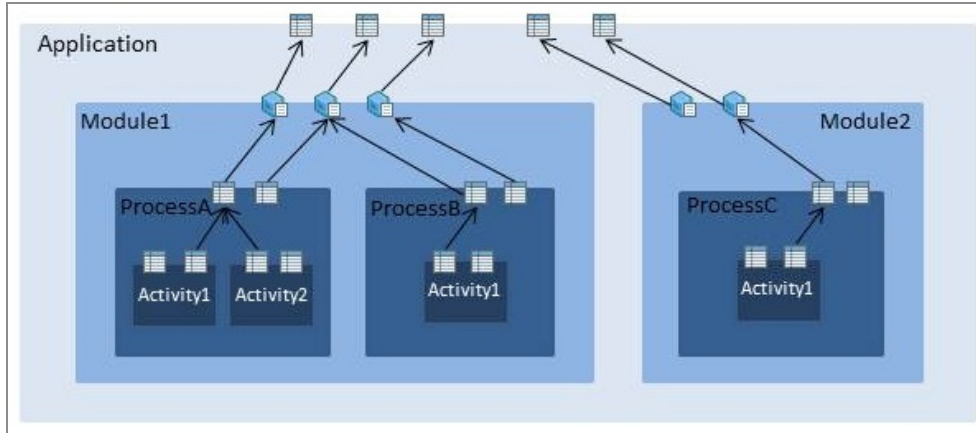 Application
Module1
Module2
ProcessA
ProcessB
ProcessC
Activity1
Activity2
Activity1
Activity1